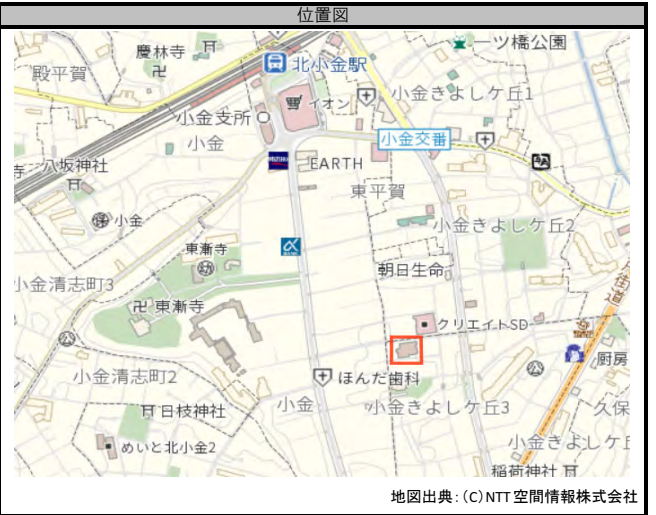 位置図
慶林寺
一ツ橋公園
北小金駅
殿平賀
イオン
小金きよしケ丘1
小金支所
小金
小金交番
EARTH
八坂神社
東平賀
小金
小金きよしケ丘2
東漸寺
朝日生命
小金清志町3
街道
東漸寺
クリエイトSD
厨房
小金清志町2
ほんだ歯科
小金
小金きよしケ丘3
久保
日枝神社
めいと北小金2
小金きよしケ丘
稲荷神社
地図出典：(C)NTT空間情報株式会社